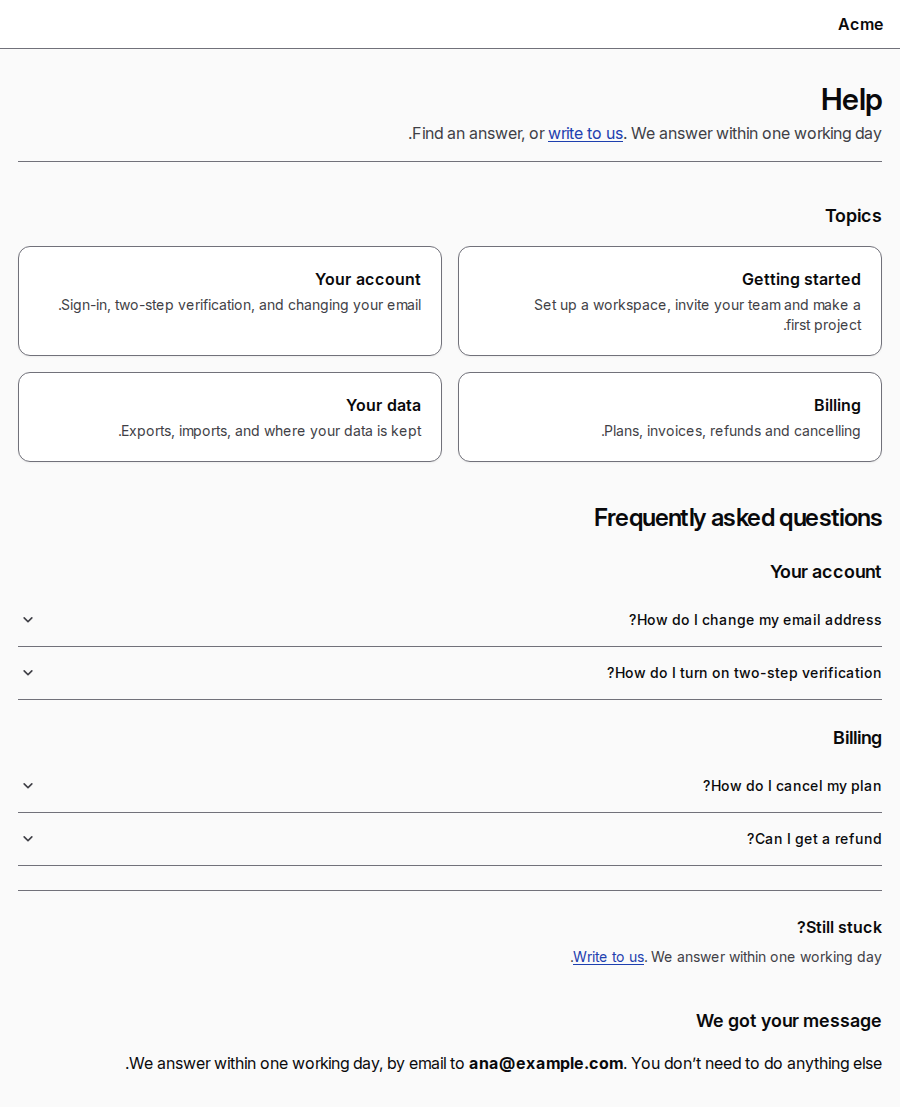 Acme
Help
.Find an answer, or write to us. We answer within one working day
Topics
Getting started
Set up a workspace, invite your team and make a
.first project
Your account
.Sign-in, two-step verification, and changing your email
Billing
.Plans, invoices, refunds and cancelling
Your data
.Exports, imports, and where your data is kept
Frequently asked questions
Your account
?How do I change my email address
?How do I turn on two-step verification
Billing
?How do I cancel my plan
?Can I get a refund
?Still stuck
.Write to us. We answer within one working day
We got your message
.We answer within one working day, by email to ana@example.com. You don’t need to do anything else